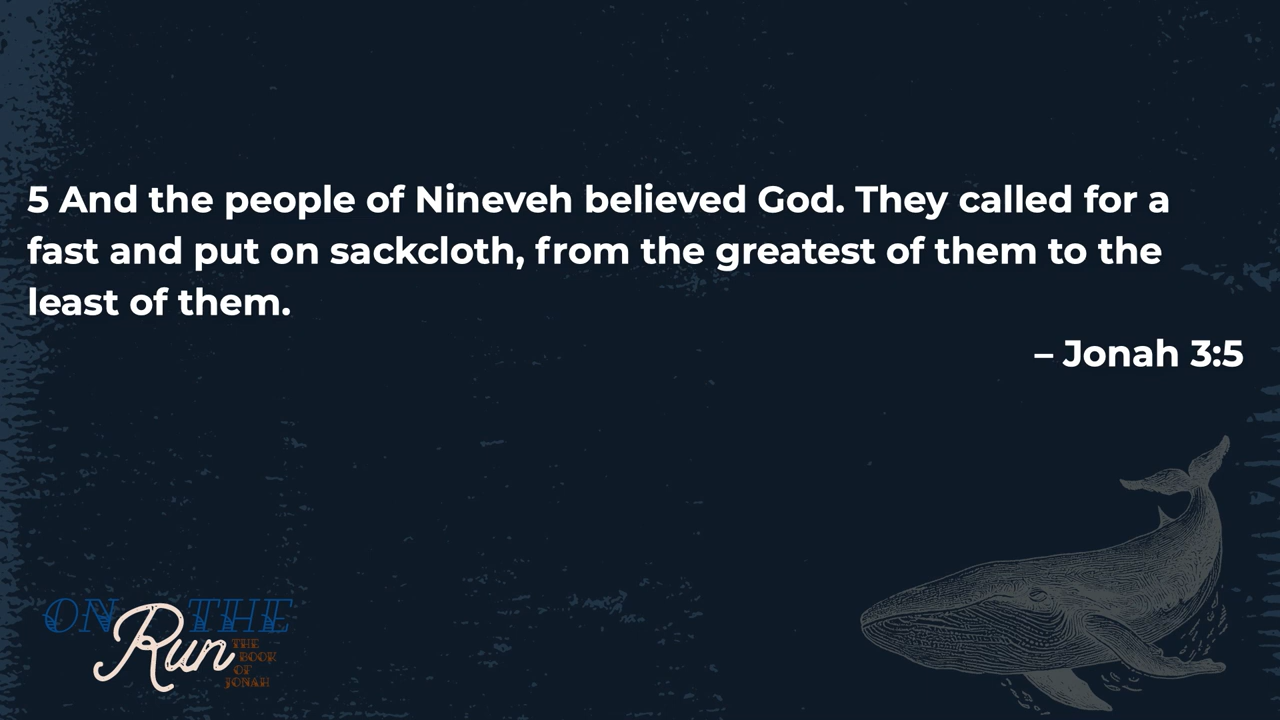 5 And the people of Nineveh believed God. They called for a
fast and put on sackcloth, from the greatest of them to the
least of them.
– Jonah 3:5
ON THE
Run
THE
BOOK
OF
JONAH